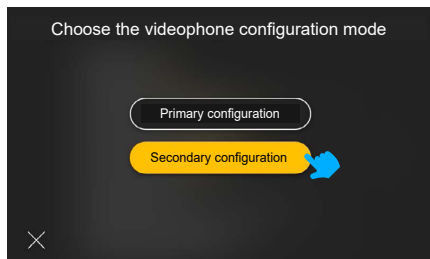 Choose the videophone configuration mode
Primary configuration
Secondary configuration